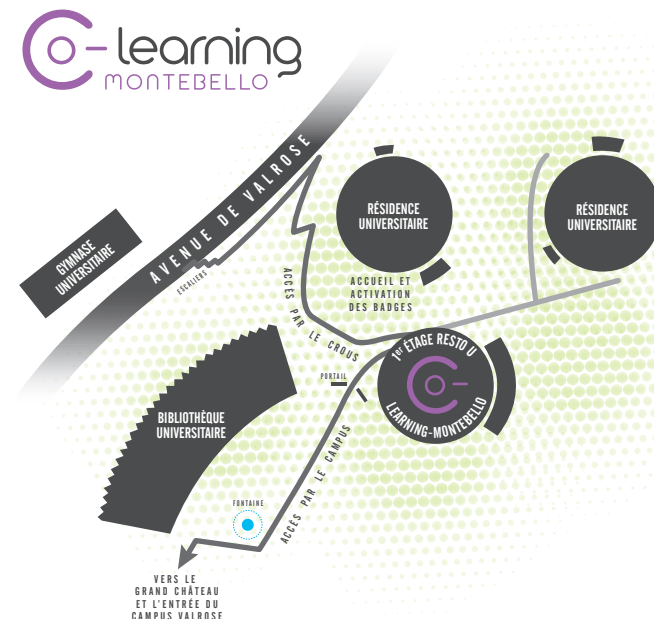 Co-learning
MONTEBELLO
AVENUE DE VALROSE
GYMNASE
UNIVERSITAIRE
ESCALIERS
RÉSIDENCE
UNIVERSITAIRE
RÉSIDENCE
UNIVERSITAIRE
ACCUEIL ET
ACTIVATION
DES BADGES
ACCÈS PAR LE CROUS
1er ÉTAGE RESTO U
LEARNING-MONTEBELLO
PORTAIL
BIBLIOTHÈQUE
UNIVERSITAIRE
ACCÈS PAR LE CAMPUS
FONTAINE
VERS LE
GRAND CHÂTEAU
ET L'ENTRÉE DU
CAMPUS VALROSE